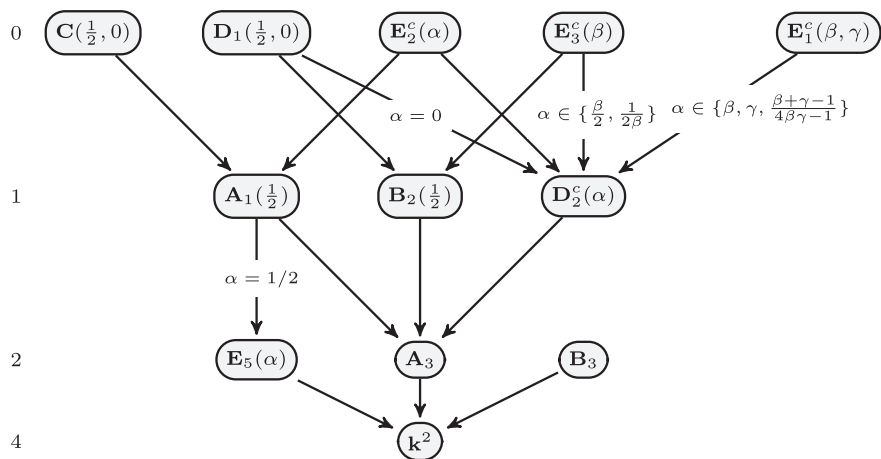 0 C(½, 0) D₁(½, 0) E₂ᶜ(α) E₃ᶜ(β) E₁ᶜ(β, γ)
α = 0 α ∈ {β/2, 1/2β} α ∈ {β, γ, (β+γ−1)/(4βγ−1)}
1 A₁(½) B₂(½) D₂ᶜ(α)
α = 1/2
2 E₅(α) A₃ B₃
4 k²